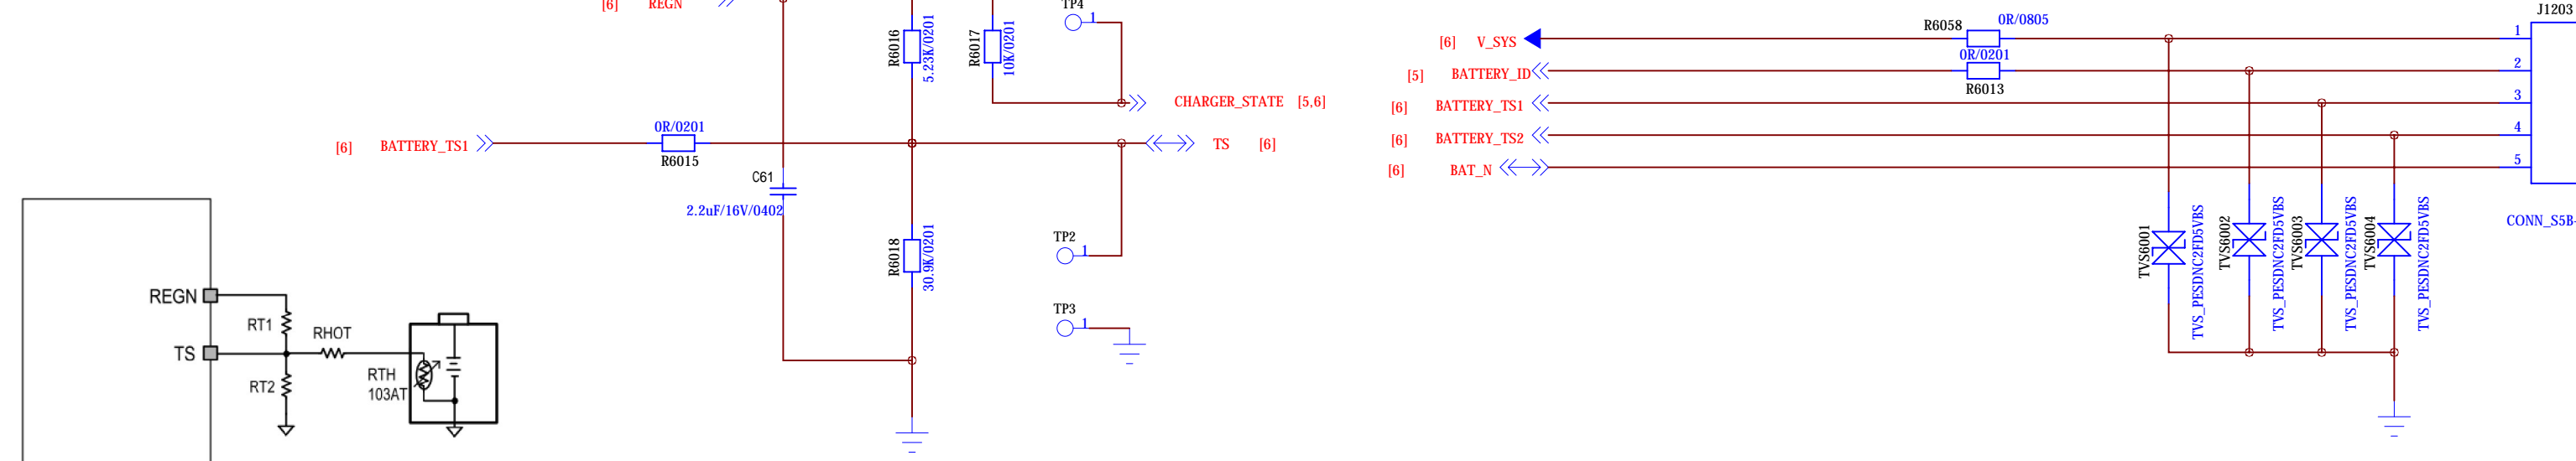 [6] REGN
R6016
5.23K/0201
R6017
10K/0201
TP4
1
CHARGER_STATE [5,6]
[6] BATTERY_TS1
0R/0201
R6015
TS [6]
C61
2.2uF/16V/0402
R6018
30.9K/0201
TP2
1
TP3
1
REGN
TS
RT1
RT2
RHOT
RTH
103AT
[6] V_SYS
[5] BATTERY_ID
[6] BATTERY_TS1
[6] BATTERY_TS2
[6] BAT_N
R6058
0R/0805
0R/0201
R6013
J1203
1
2
3
4
5
CONN_S5B-
TVS6001
TVS_PESDNC2FD5VBS
TVS6002
TVS_PESDNC2FD5VBS
TVS6003
TVS_PESDNC2FD5VBS
TVS6004
TVS_PESDNC2FD5VBS